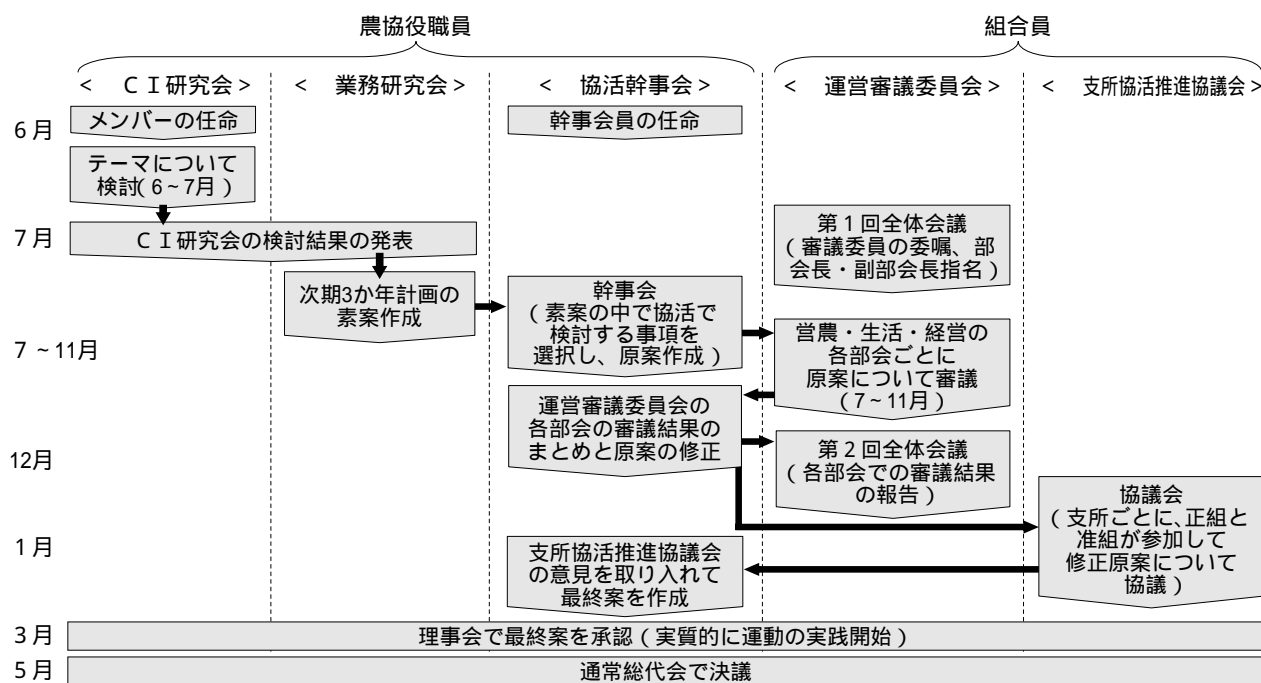 農協役職員
組合員
< ＣＩ研究会 >
< 業務研究会 >
< 協活幹事会 >
< 運営審議委員会 >
< 支所協活推進協議会 >
６月
メンバーの任命
幹事会員の任命
テーマについて
検討(６~７月)
７月
ＣＩ研究会の検討結果の発表
第１回全体会議
(審議委員の委嘱、部
会長・副部会長指名)
次期3か年計画の
素案作成
幹事会
(素案の中で協活で
検討する事項を
選択し、原案作成)
７~11月
営農・生活・経営の
各部会ごとに
原案について審議
(７~11月)
運営審議委員会の
各部会の審議結果の
まとめと原案の修正
12月
第２回全体会議
(各部会での審議結果
の報告)
協議会
(支所ごとに、正組と
准組が参加して
修正原案について
協議)
１月
支所協活推進協議会
の意見を取り入れて
最終案を作成
３月
理事会で最終案を承認(実質的に運動の実践開始)
５月
通常総代会で決議